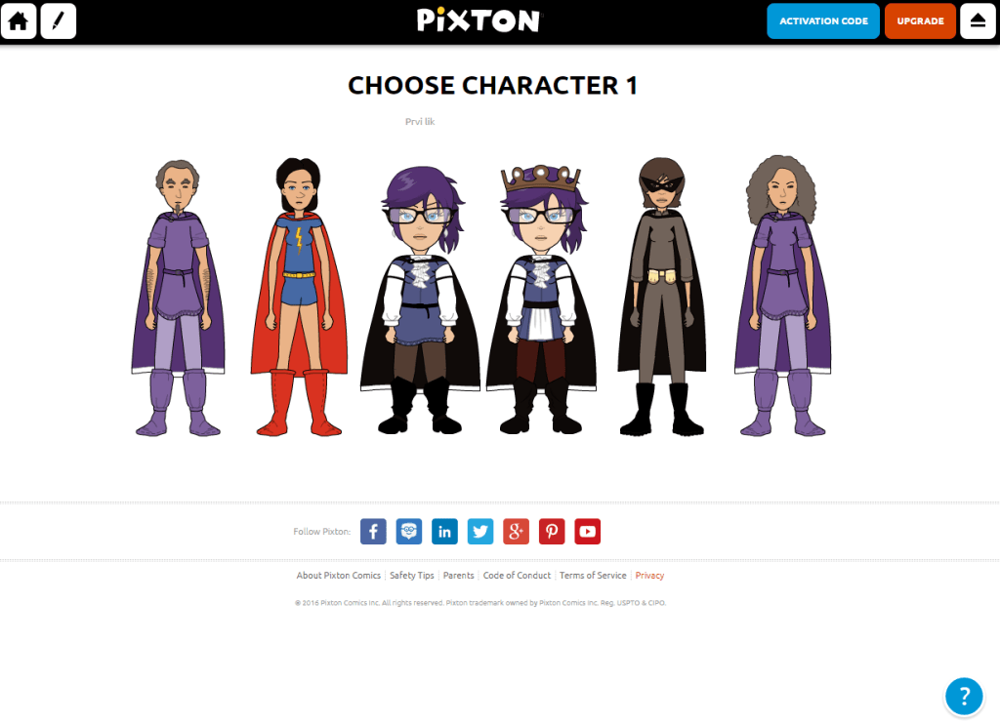 PiXTON
ACTIVATION CODE
UPGRADE
CHOOSE CHARACTER 1
Prvi lik
Follow Pixton:
About Pixton Comics | Safety Tips | Parents | Code of Conduct | Terms of Service | Privacy
© 2016 Pixton Comics Inc. All rights reserved. Pixton trademark owned by Pixton Comics Inc. Reg. USPTO & CIPO.
?